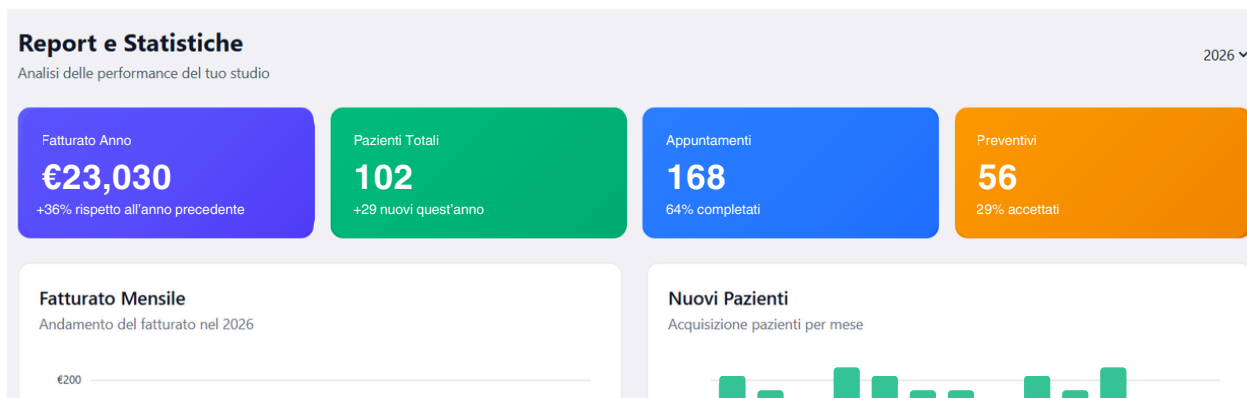 Report e Statistiche
Analisi delle performance del tuo studio
2026
Fatturato Anno
€23,030
+36% rispetto all'anno precedente
Pazienti Totali
102
+29 nuovi quest'anno
Appuntamenti
168
64% completati
Preventivi
56
29% accettati
Fatturato Mensile
Andamento del fatturato nel 2026
€200
Nuovi Pazienti
Acquisizione pazienti per mese